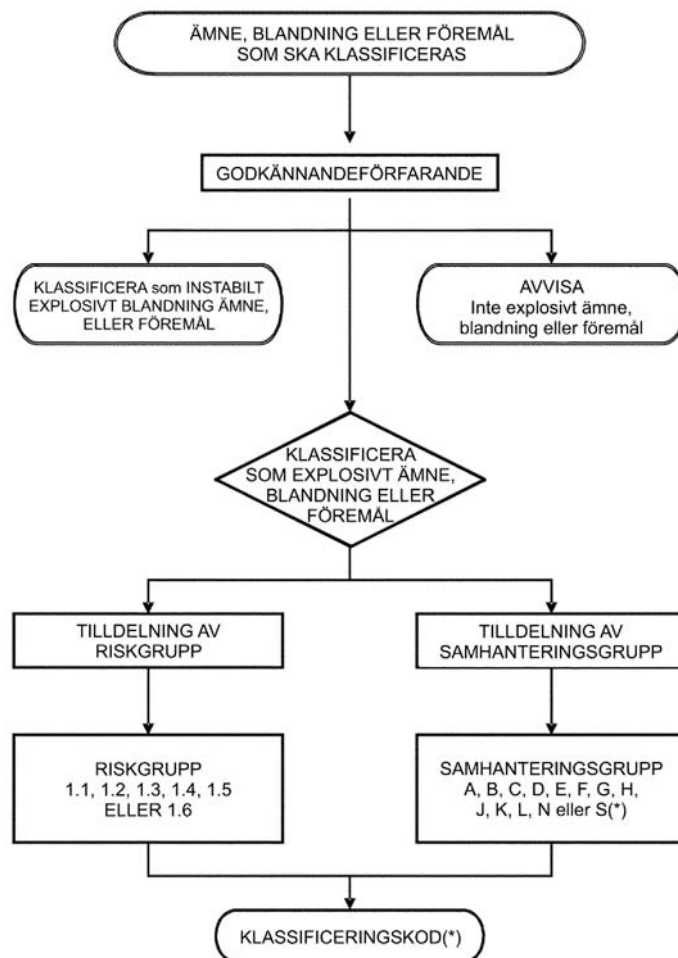 ÄMNE, BLANDNING ELLER FÖREMÅL
SOM SKA KLASSIFICERAS
GODKÄNNANDEFÖRFARANDE
KLASSIFICERA som INSTABILT
EXPLOSIVT BLANDNING ÄMNE,
ELLER FÖREMÅL
AVVISA
Inte explosivt ämne,
blandning eller föremål
KLASSIFICERA
SOM EXPLOSIVT ÄMNE,
BLANDNING ELLER
FÖREMÅL
TILLDELNING AV
RISKGRUPP
TILLDELNING AV
SAMHANTERINGSGRUPP
RISKGRUPP
1.1, 1.2, 1.3, 1.4, 1.5
ELLER 1.6
SAMHANTERINGSGRUPP
A, B, C, D, E, F, G, H,
J, K, L, N eller S(*)
KLASSIFICERINGSKOD(*)